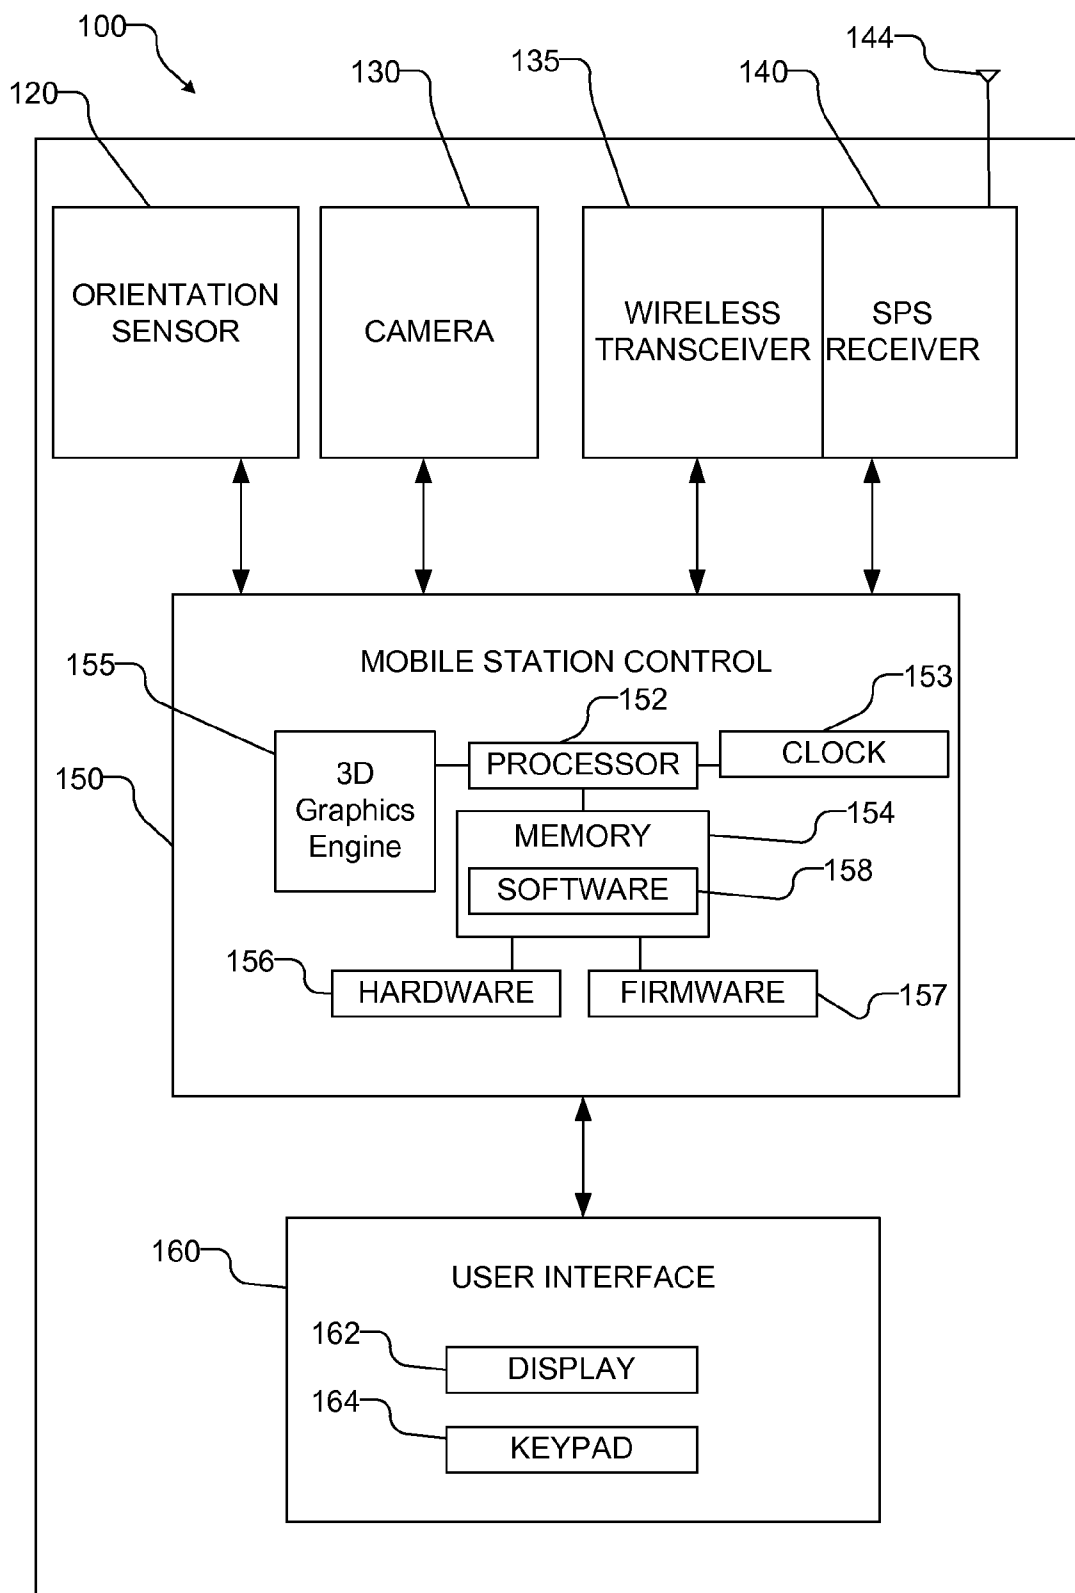 100
120
130
135
140
144
ORIENTATION
SENSOR
CAMERA
WIRELESS
TRANSCEIVER
SPS
RECEIVER
MOBILE STATION CONTROL
155
152
153
150
3D
Graphics
Engine
PROCESSOR
CLOCK
MEMORY
154
SOFTWARE
158
156
HARDWARE
FIRMWARE
157
160
USER INTERFACE
162
DISPLAY
164
KEYPAD